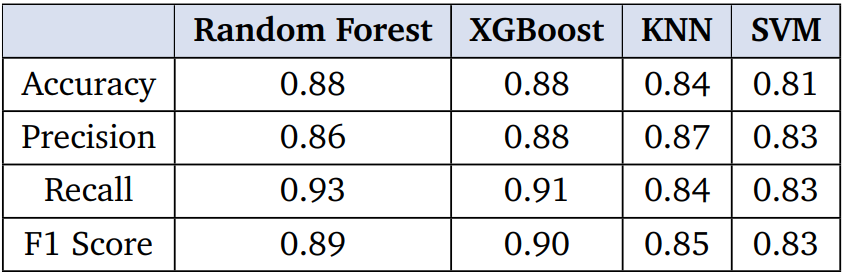 Random Forest XGBoost KNN SVM
Accuracy 0.88 0.88 0.84 0.81
Precision 0.86 0.88 0.87 0.83
Recall 0.93 0.91 0.84 0.83
F1 Score 0.89 0.90 0.85 0.83